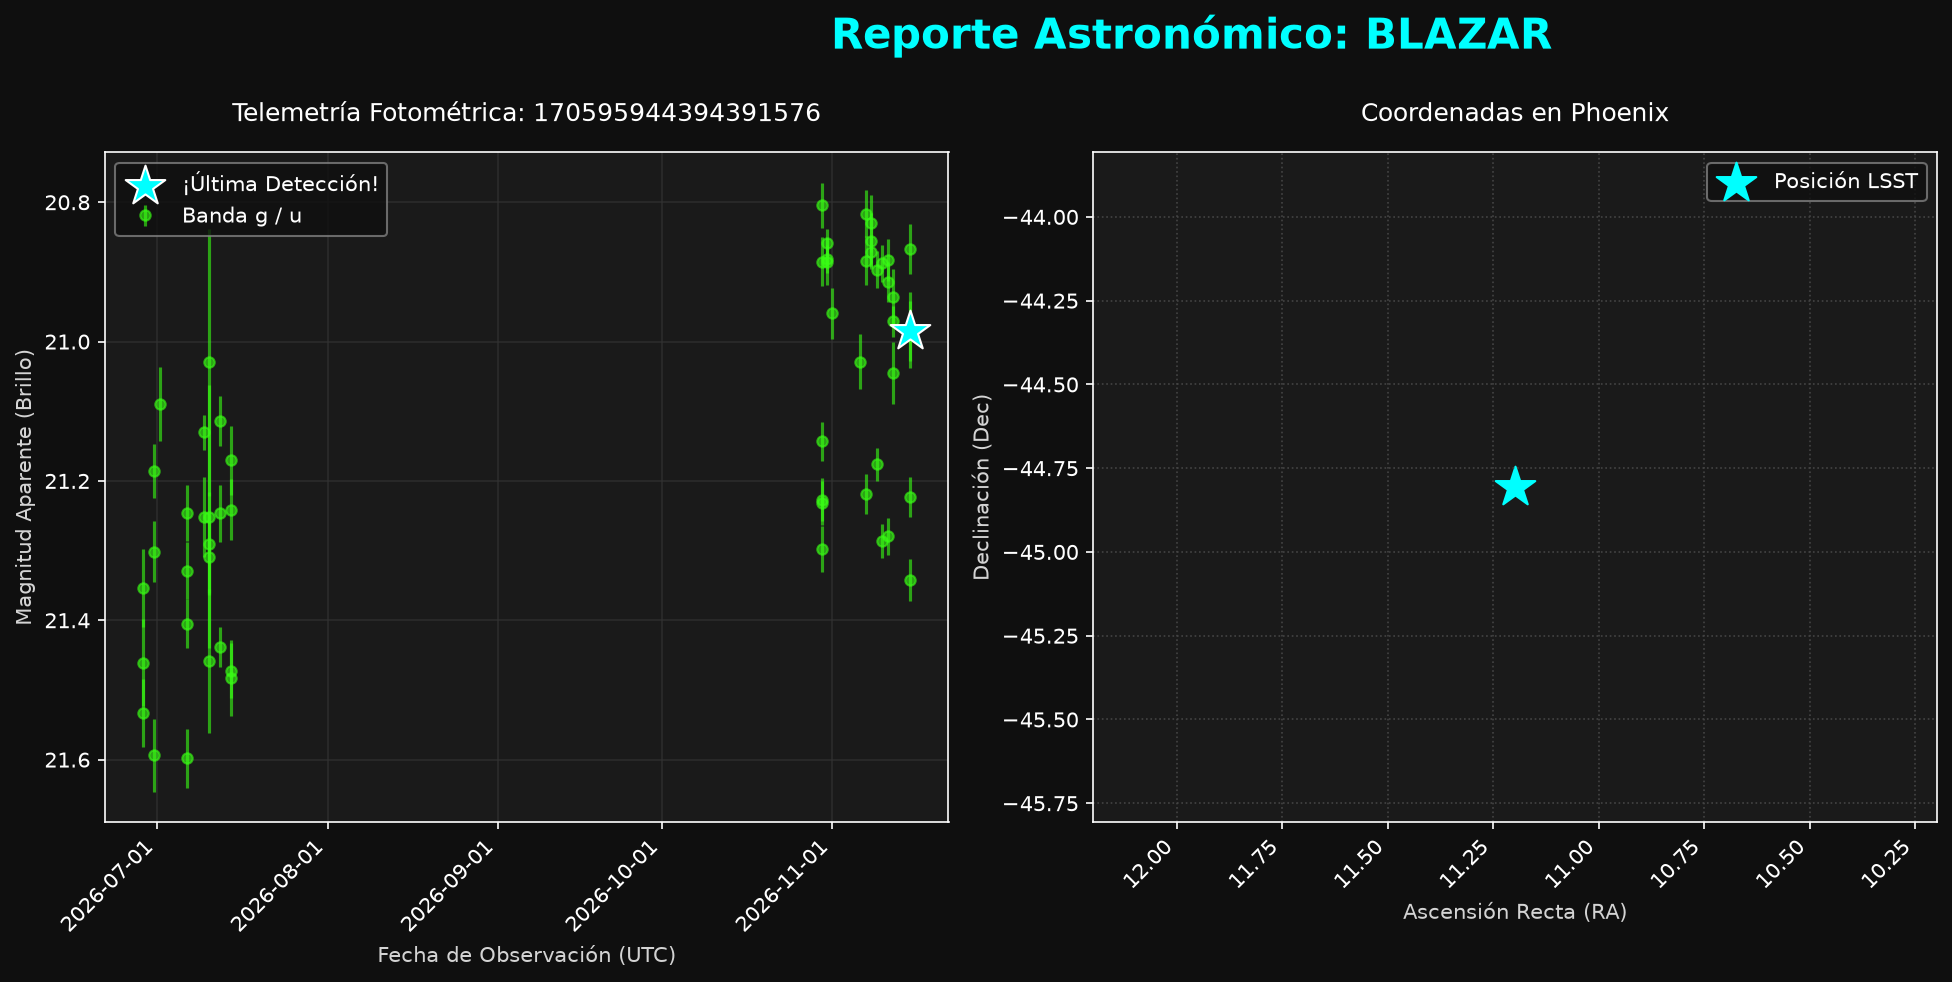 Reporte Astronómico: BLAZAR
Telemetría Fotométrica: 170595944394391576
¡Última Detección!
Banda g / u
Magnitud Aparente (Brillo)
20.8
21.0
21.2
21.4
21.6
2026-07-01
2026-08-01
2026-09-01
2026-10-01
2026-11-01
Fecha de Observación (UTC)
Coordenadas en Phoenix
Posición LSST
Declinación (Dec)
−44.00
−44.25
−44.50
−44.75
−45.00
−45.25
−45.50
−45.75
12.00
11.75
11.50
11.25
11.00
10.75
10.50
10.25
Ascensión Recta (RA)